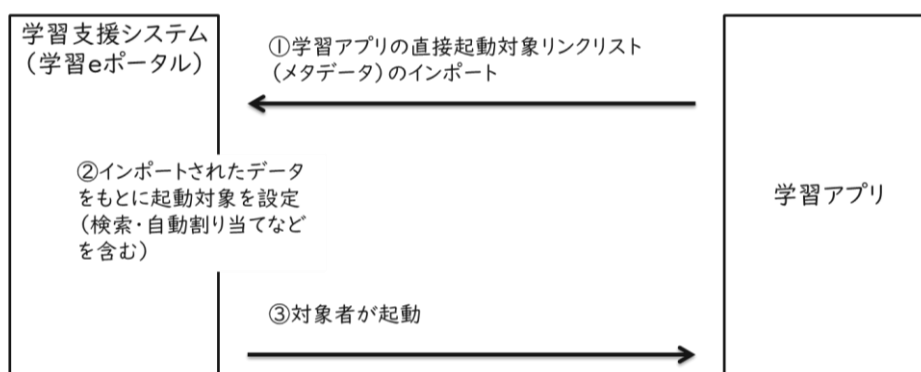 学習支援システム
（学習eポータル）
①学習アプリの直接起動対象リンクリスト
（メタデータ）のインポート
②インポートされたデータ
をもとに起動対象を設定
（検索・自動割り当てなど
を含む）
学習アプリ
③対象者が起動